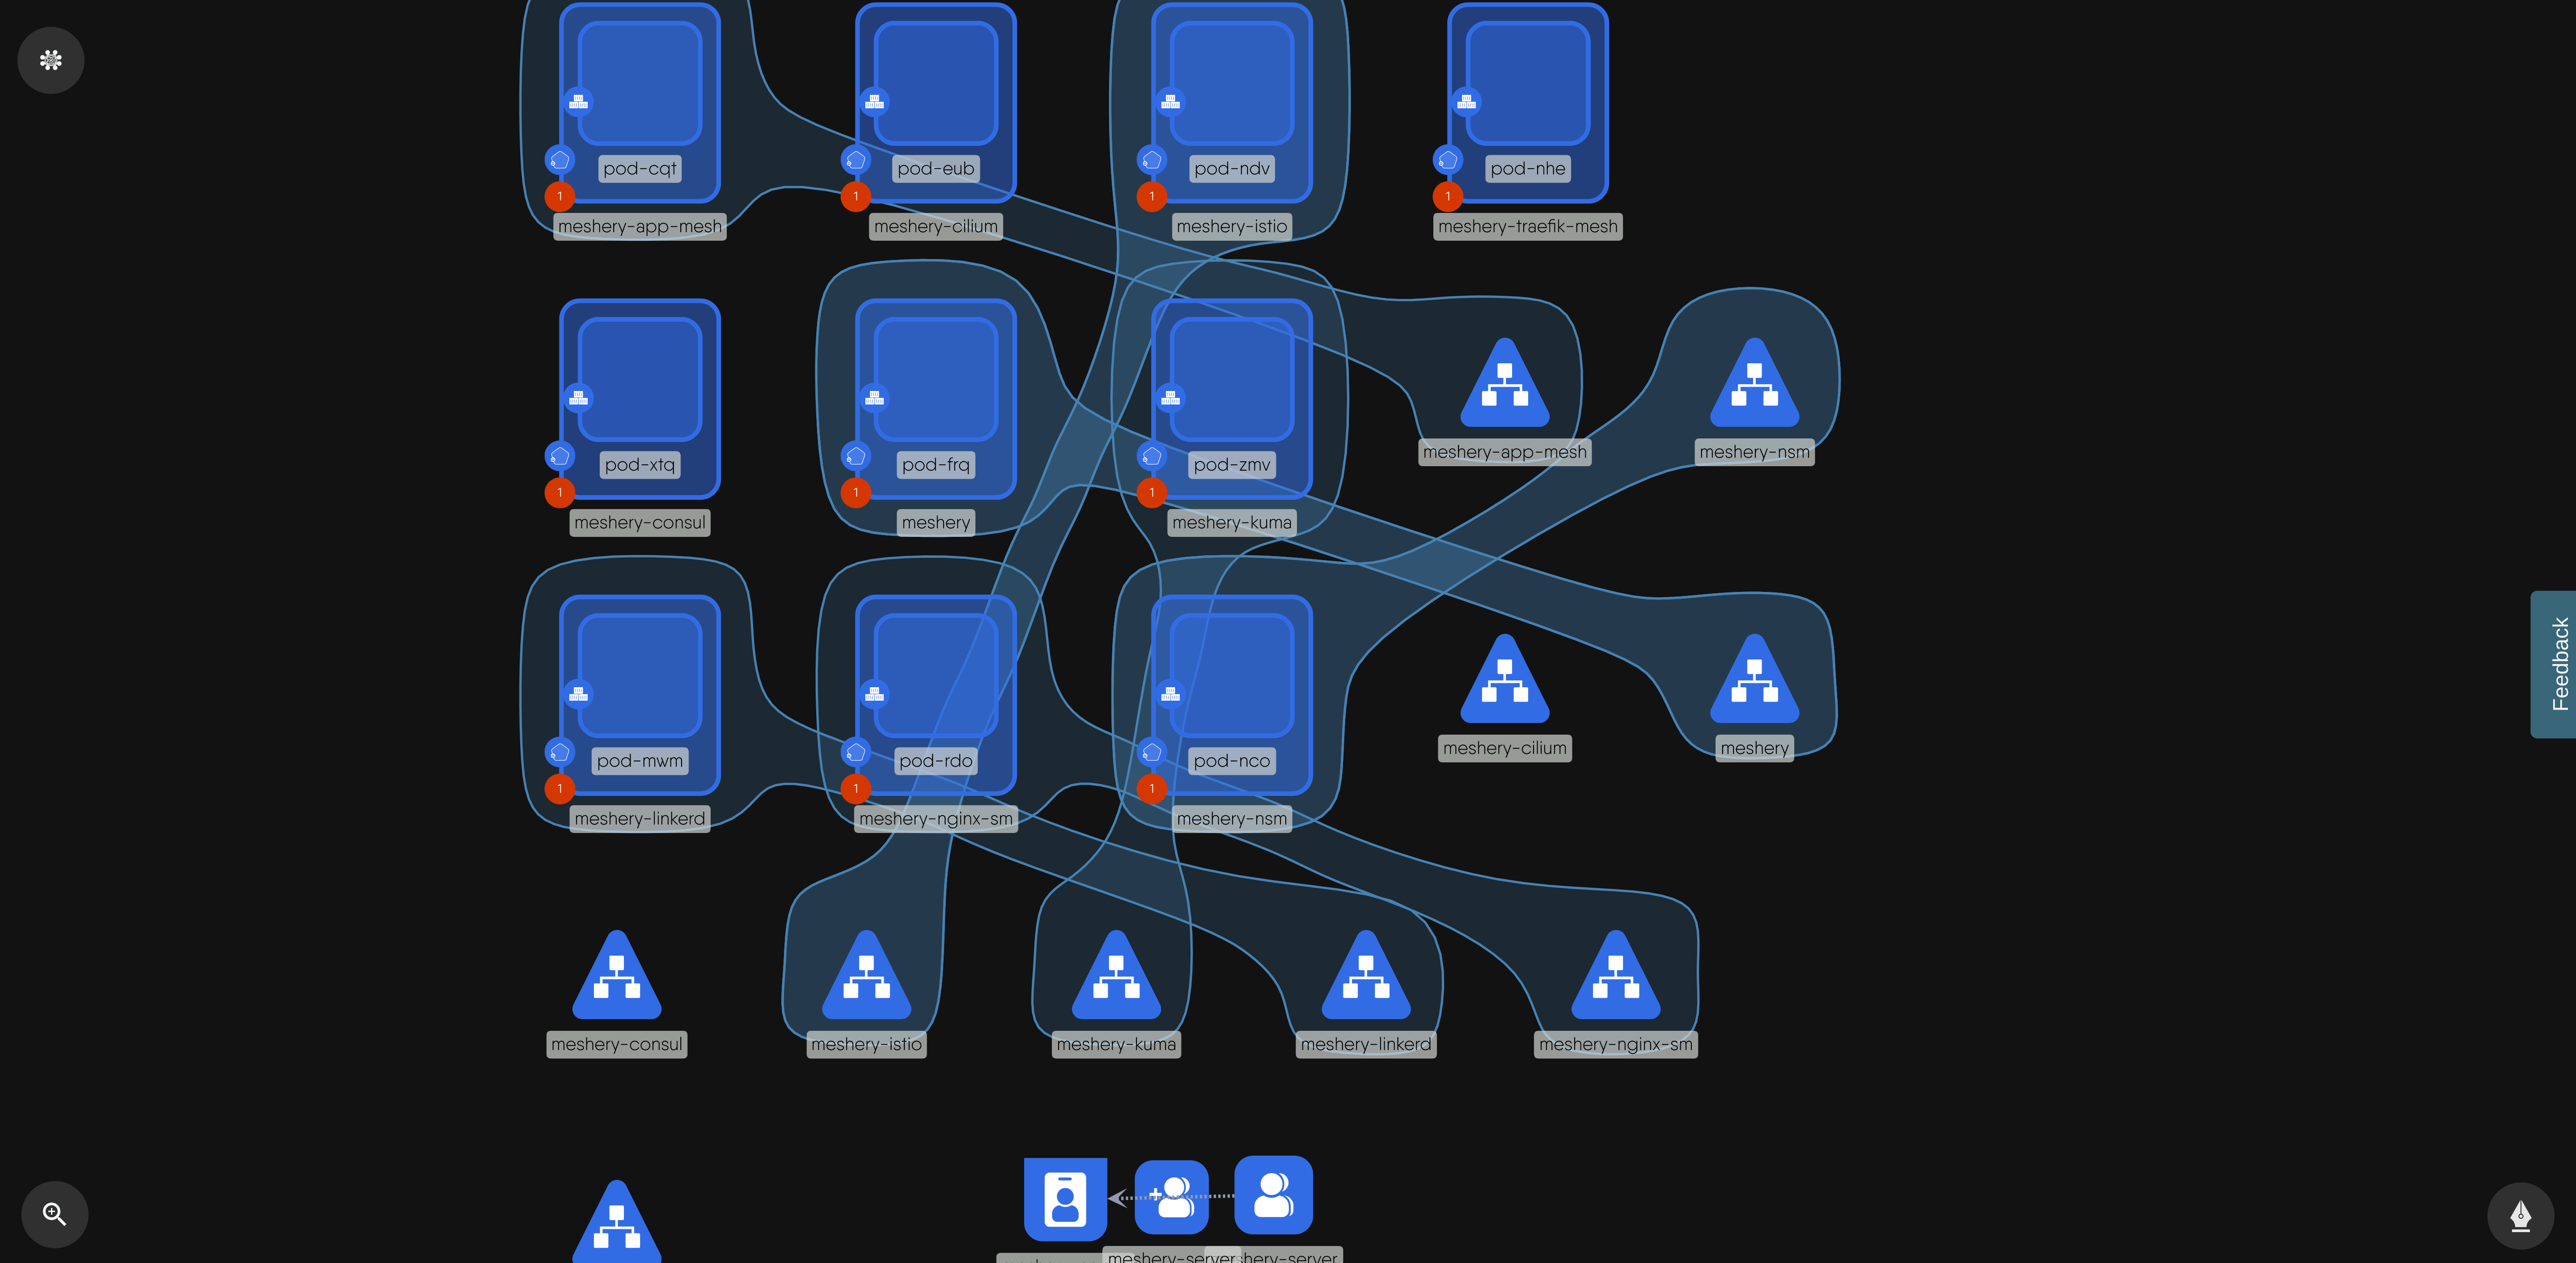 pod-cqt
1
meshery-app-mesh
pod-eub
1
meshery-cilium
pod-ndv
1
meshery-istio
pod-nhe
1
meshery-traefik-mesh
pod-xtq
1
meshery-consul
pod-frq
1
meshery
pod-zmv
1
meshery-kuma
meshery-app-mesh
meshery-nsm
pod-mwm
1
meshery-linkerd
pod-rdo
1
meshery-nginx-sm
pod-nco
1
meshery-nsm
meshery-cilium
meshery
Feedback
meshery-consul
meshery-istio
meshery-kuma
meshery-linkerd
meshery-nginx-sm
meshery-server